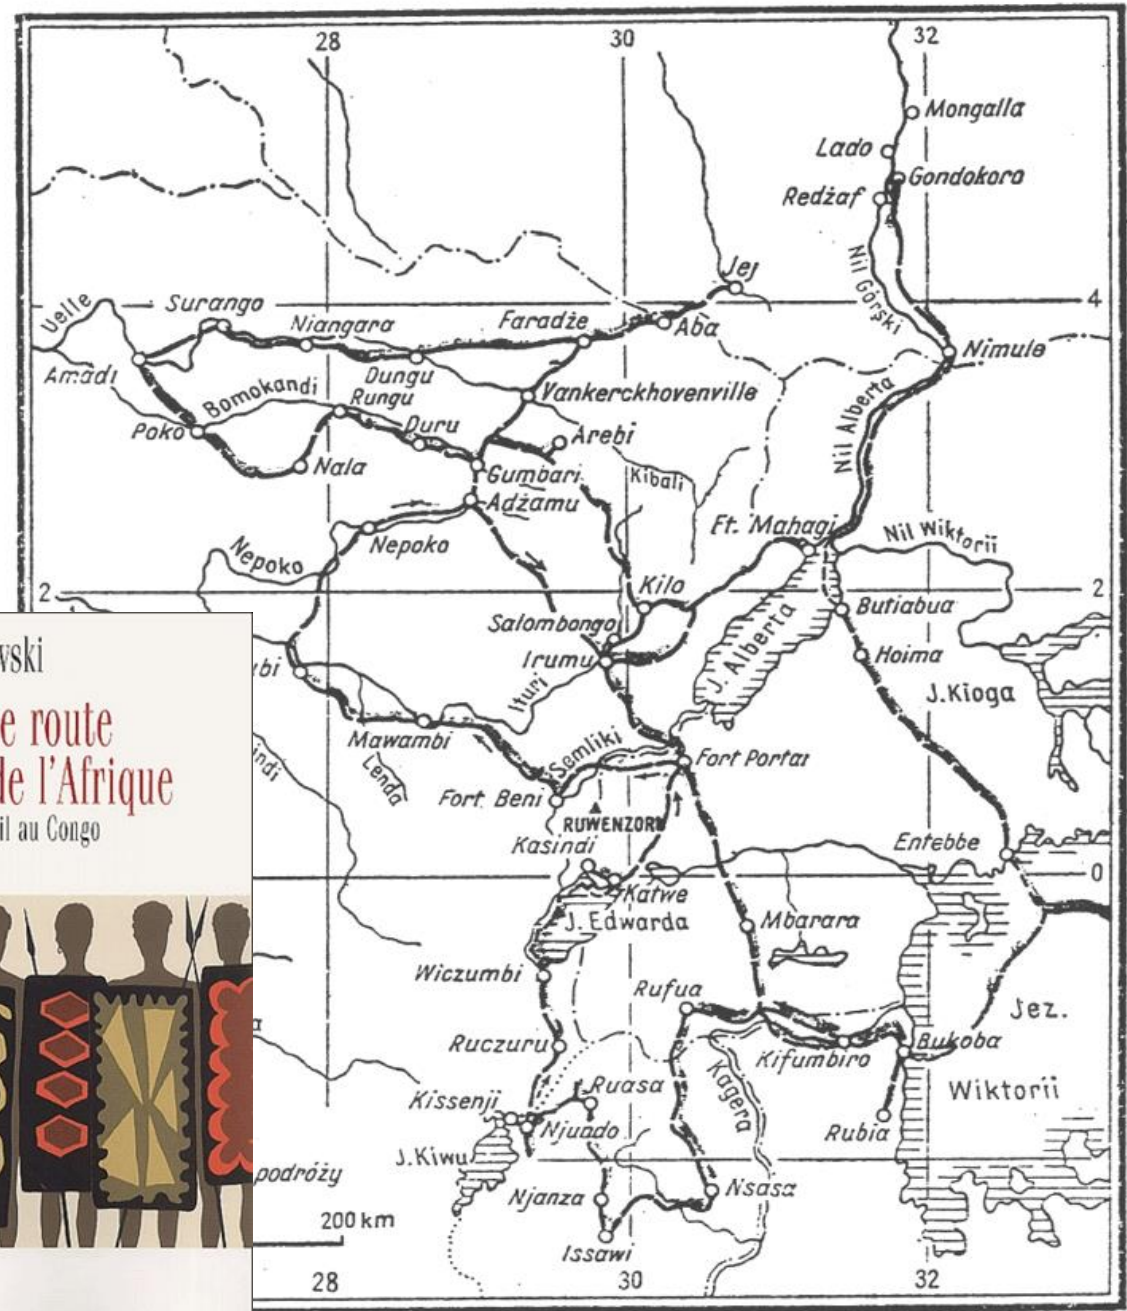 28 30 32
Mongalla
Lado
Gondokoro
Redżaf
Nil Górski
Jej
4
Uelle
Surango
Niangara
Faradże
Aba
Nimule
Amadi
Dungu
Vankerckhovenville
Bomokandi
Rungu
Nil Alberta
Poko
Duru
Arebi
Nala
Gumbari
Kibali
Adżamu
Ft. Mahagi
Nil Wiktorii
Nepoko
Nepoko
2 2
Kilo
Butiabua
Salombongo
Irumu
J. Alberta
Hoima
J. Kioga
Ituri
Mawambi
Lenda
Semliki
Fort Portal
Fort Beni
RUWENZORI
Entebbe
Kasindi
0
Katwe
J. Edwarda
Mbarara
Wiczumbi
Rufua
Jez.
Wiktorii
Ruczuru
Kifumbiro
Bukoba
Kagera
Ruasa
Kissenji
Njundo
Rubia
J. Kiwu
Njanza
Nsasa
Issawi
podróży
200 km
28 30 32
wski
e route
de l'Afrique
il au Congo